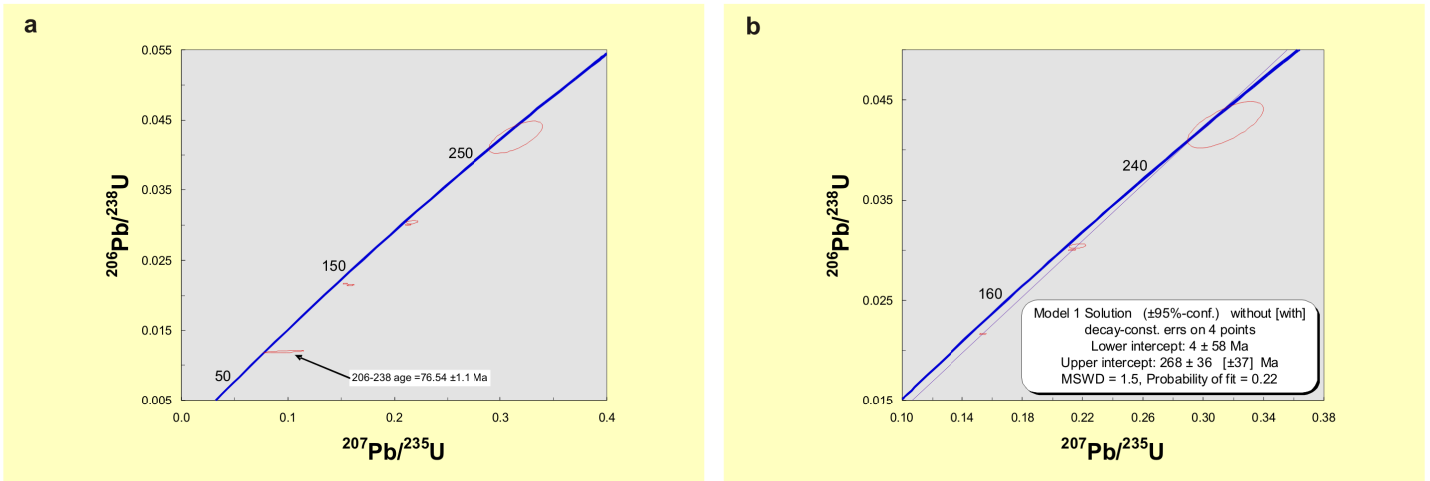 a
0.055
0.045
0.035
0.025
0.015
0.005
206Pb/238U
250
150
50
206-238 age =76.54 ±1.1 Ma
0.0
0.1
0.2
0.3
0.4
207Pb/235U
b
0.045
0.035
0.025
0.015
206Pb/238U
240
160
Model 1 Solution (±95%-conf.) without [with]
decay-const. errs on 4 points
Lower intercept: 4 ± 58 Ma
Upper intercept: 268 ± 36 [±37] Ma
MSWD = 1.5, Probability of fit = 0.22
0.10
0.14
0.18
0.22
0.26
0.30
0.34
0.38
207Pb/235U